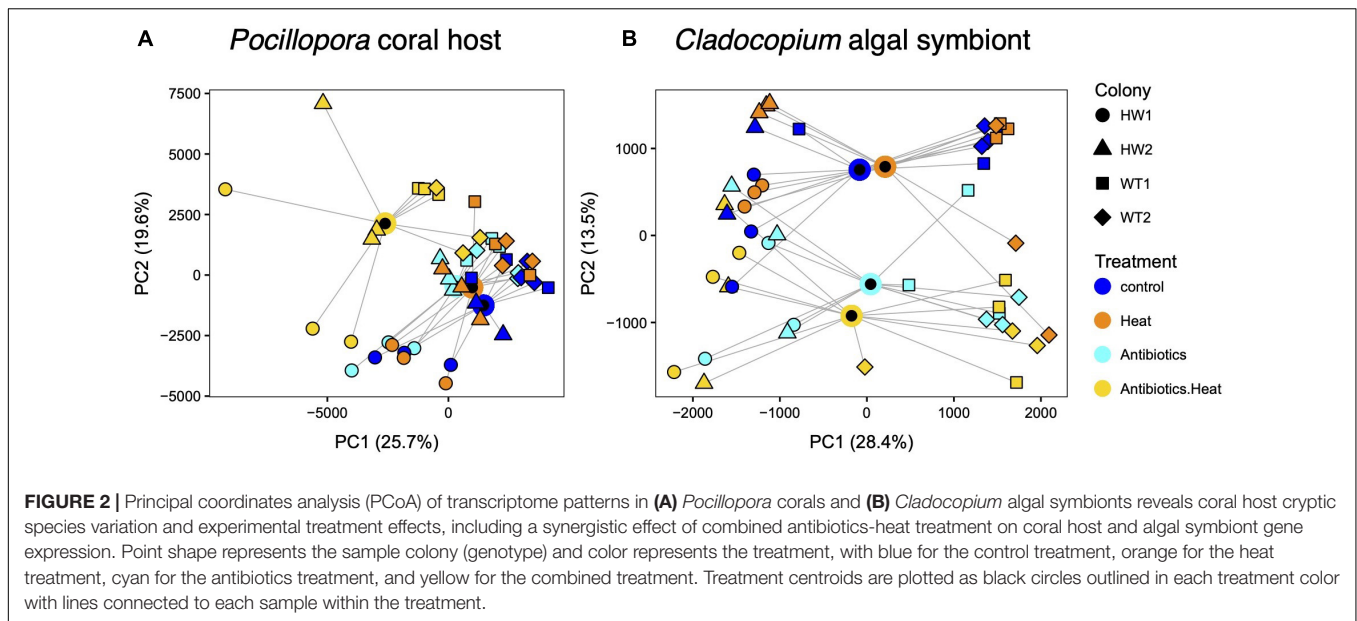 A
Pocillopora coral host
B
Cladocopium algal symbiont
7500
5000
2500
0
−2500
−5000
PC2 (19.6%)
−5000
0
PC1 (25.7%)
1000
0
−1000
PC2 (13.5%)
−2000
−1000
0
1000
2000
PC1 (28.4%)
Colony
HW1
HW2
WT1
WT2
Treatment
control
Heat
Antibiotics
Antibiotics.Heat
FIGURE 2 | Principal coordinates analysis (PCoA) of transcriptome patterns in (A) Pocillopora corals and (B) Cladocopium algal symbionts reveals coral host cryptic
species variation and experimental treatment effects, including a synergistic effect of combined antibiotics-heat treatment on coral host and algal symbiont gene
expression. Point shape represents the sample colony (genotype) and color represents the treatment, with blue for the control treatment, orange for the heat
treatment, cyan for the antibiotics treatment, and yellow for the combined treatment. Treatment centroids are plotted as black circles outlined in each treatment color
with lines connected to each sample within the treatment.